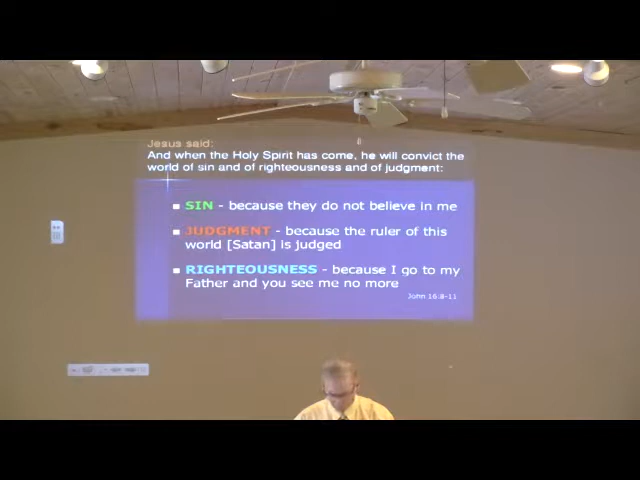 Jesus said:
And when the Holy Spirit has come, he will convict the
world of sin and of righteousness and of judgment:
SIN - because they do not believe in me
JUDGMENT - because the ruler of this
world [Satan] is judged
RIGHTEOUSNESS - because I go to my
Father and you see me no more
John 16:8-11